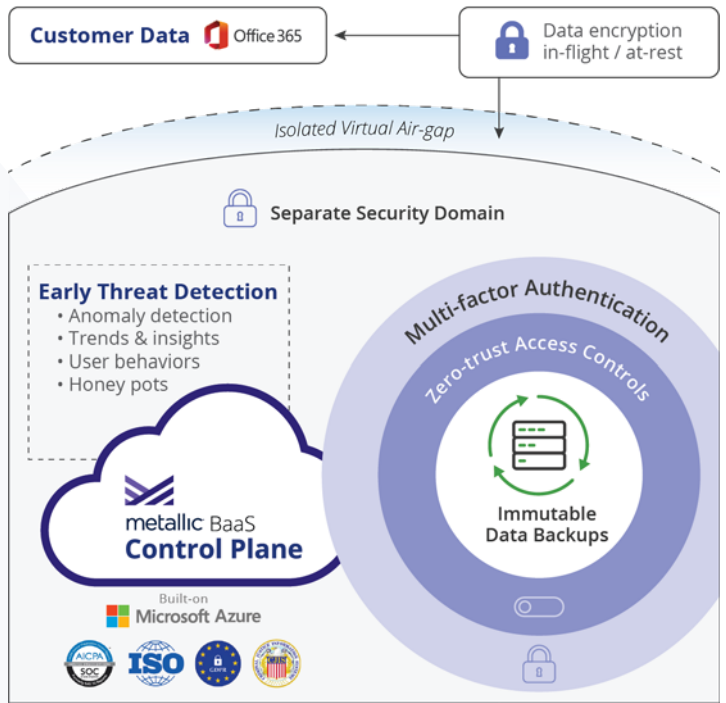 Customer Data Office 365
Data encryption
in-flight / at-rest
Isolated Virtual Air-gap
Separate Security Domain
Early Threat Detection
• Anomaly detection
• Trends & insights
• User behaviors
• Honey pots
Multi-factor Authentication
Zero-trust Access Controls
Immutable
Data Backups
metallic BaaS
Control Plane
Built-on
Microsoft Azure
AICPA
SOC
ISO
GDPR